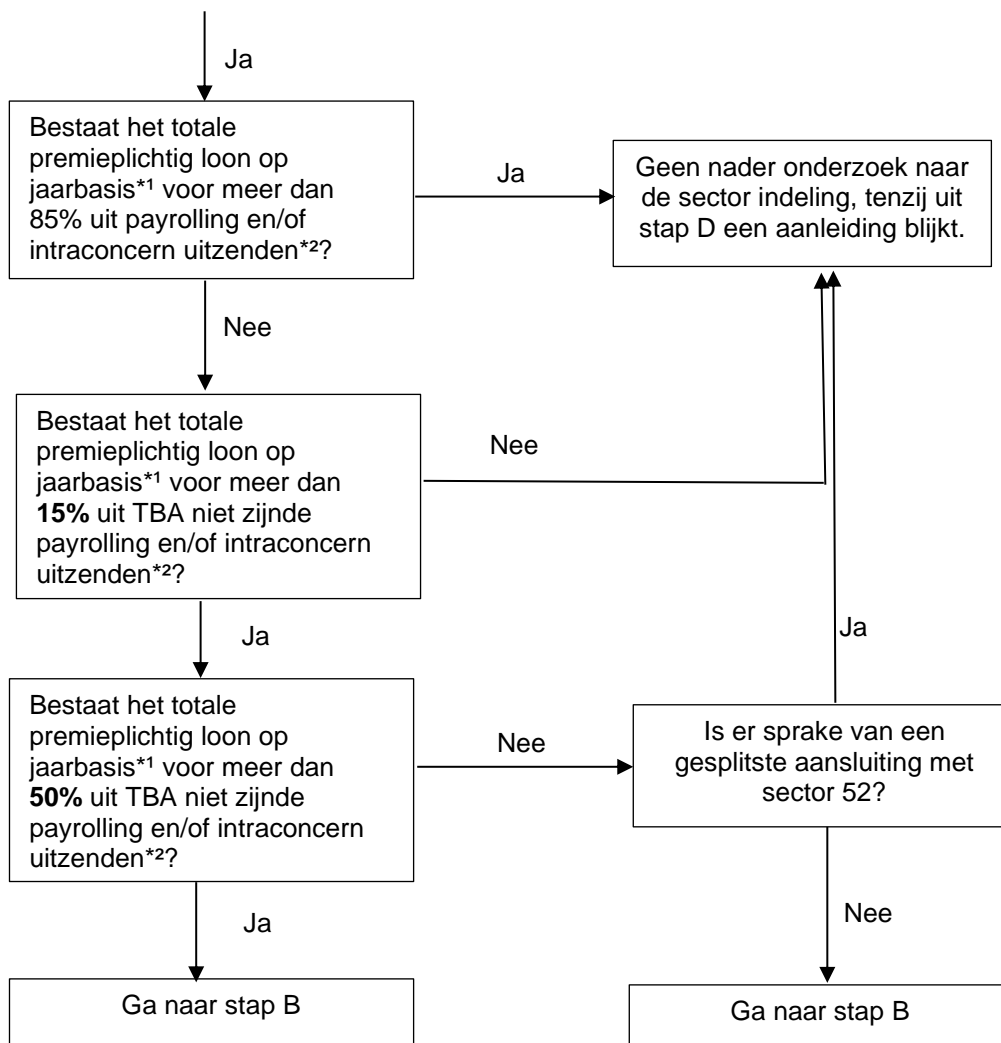 Ja
Bestaat het totale
premieplichtig loon op
jaarbasis*¹ voor meer dan
85% uit payrolling en/of
intraconcern uitzenden*²?
Ja
Geen nader onderzoek naar
de sector indeling, tenzij uit
stap D een aanleiding blijkt.
Nee
Bestaat het totale
premieplichtig loon op
jaarbasis*¹ voor meer dan
15% uit TBA niet zijnde
payrolling en/of intraconcern
uitzenden*²?
Nee
Ja
Ja
Bestaat het totale
premieplichtig loon op
jaarbasis*¹ voor meer dan
50% uit TBA niet zijnde
payrolling en/of intraconcern
uitzenden*²?
Nee
Is er sprake van een
gesplitste aansluiting met
sector 52?
Ja
Nee
Ga naar stap B
Ga naar stap B